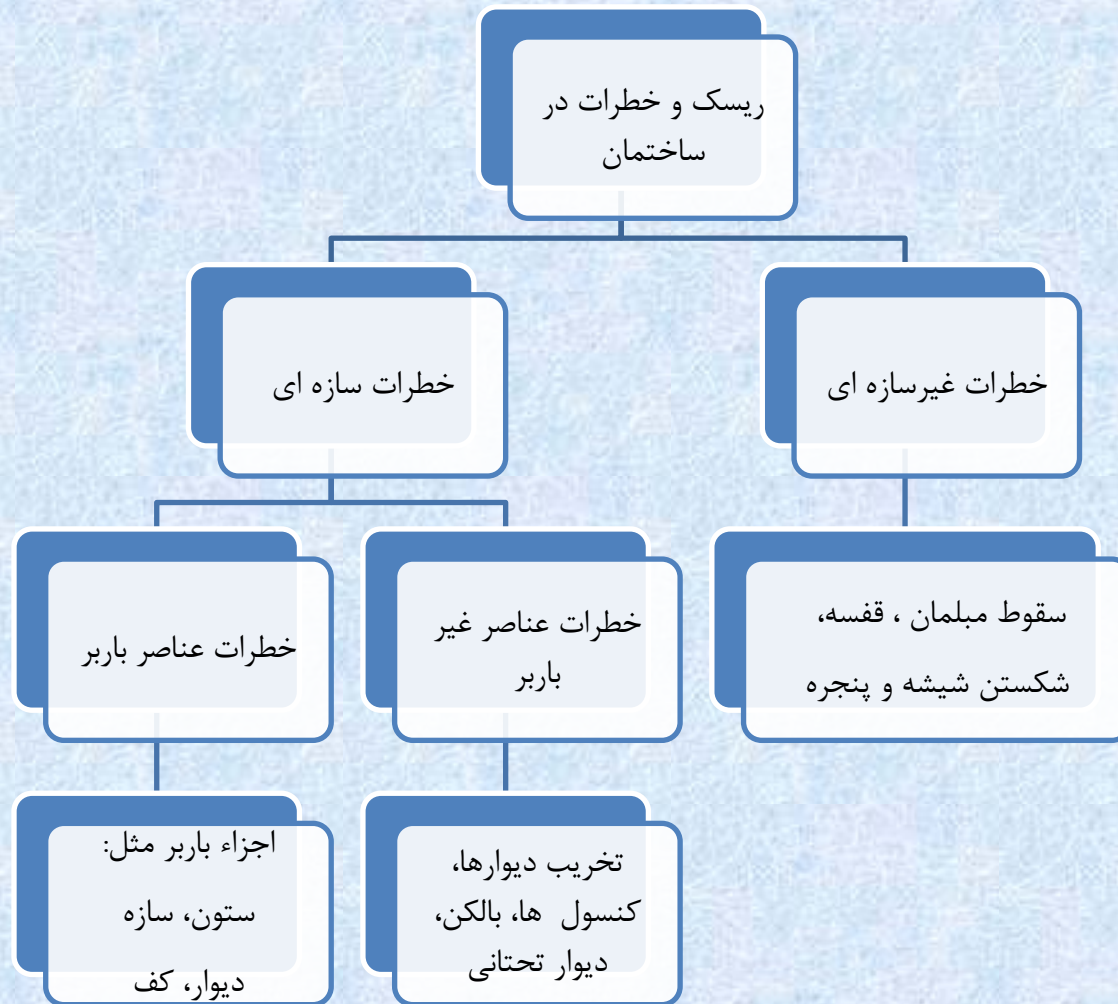 ریسک و خطرات در
ساختمان
خطرات غیرسازه ای
خطرات سازه ای
سقوط مبلمان ، قفسه،
شکستن شیشه و پنجره
خطرات عناصر غیر
باربر
خطرات عناصر باربر
تخریب دیوارها،
کنسول ها، بالکن،
دیوار تحتانی
اجزاء باربر مثل:
ستون، سازه
دیوار، کف